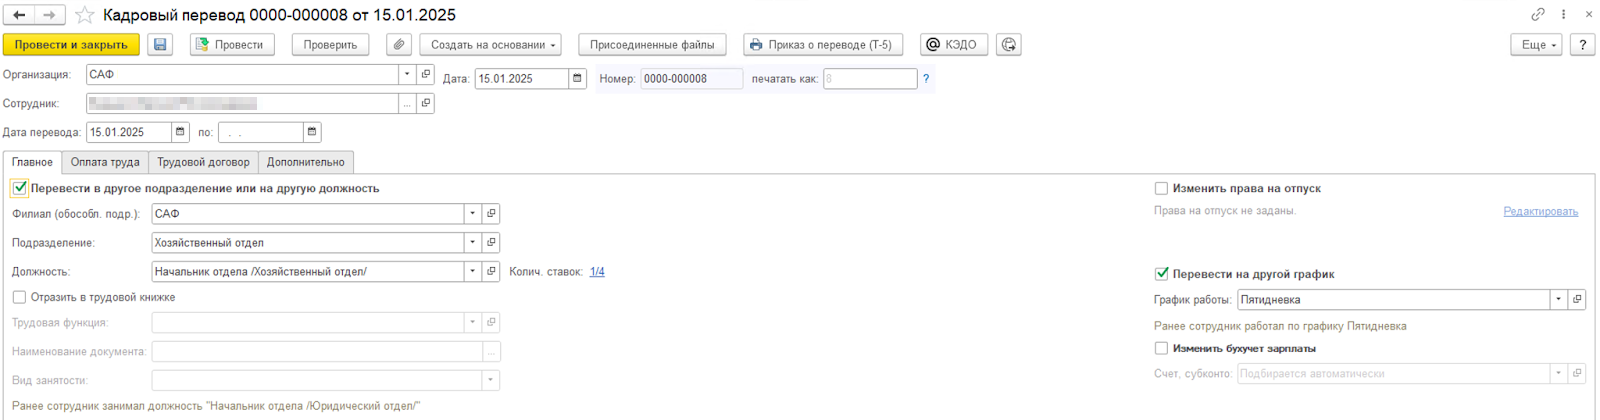 Кадровый перевод 0000-000008 от 15.01.2025
Провести и закрыть Провести Проверить Создать на основании Присоединенные файлы Приказ о переводе (Т-5) @ КЭДО Еще ?
Организация: САФ Дата: 15.01.2025 Номер: 0000-000008 печатать как: 8 ?
Сотрудник: ...
Дата перевода: 15.01.2025 по: . .
Главное Оплата труда Трудовой договор Дополнительно
Перевести в другое подразделение или на другую должность Изменить права на отпуск
Филиал (обособл. подр.): САФ Права на отпуск не заданы. Редактировать
Подразделение: Хозяйственный отдел
Должность: Начальник отдела /Хозяйственный отдел/ Колич. ставок: 1/4 Перевести на другой график
Отразить в трудовой книжке График работы: Пятидневка
Трудовая функция: Ранее сотрудник работал по графику Пятидневка
Наименование документа: ... Изменить бухучет зарплаты
Вид занятости: Счет, субконто: Подбирается автоматически
Ранее сотрудник занимал должность "Начальник отдела /Юридический отдел/"